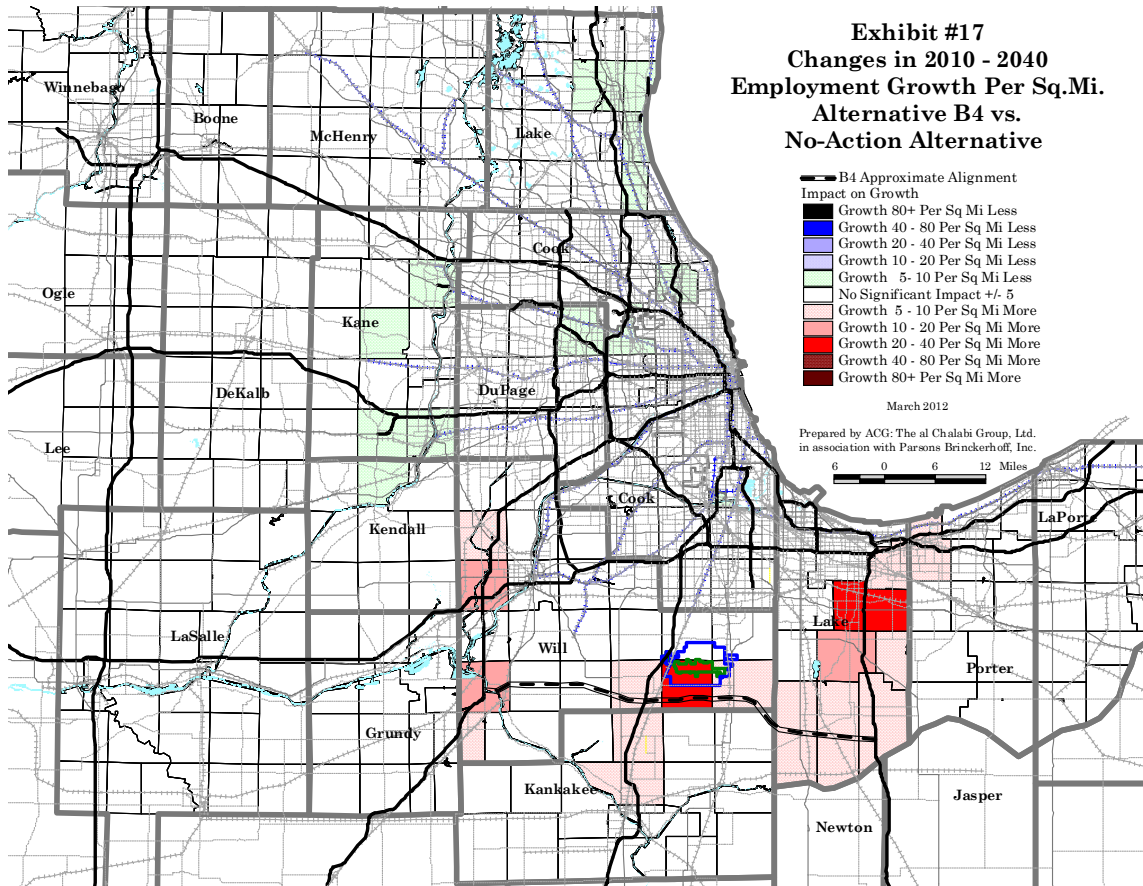 Exhibit #17
Changes in 2010 - 2040
Employment Growth Per Sq.Mi.
Alternative B4 vs.
No-Action Alternative
B4 Approximate Alignment
Impact on Growth
Growth 80+ Per Sq Mi Less
Growth 40 - 80 Per Sq Mi Less
Growth 20 - 40 Per Sq Mi Less
Growth 10 - 20 Per Sq Mi Less
Growth 5-10 Per Sq Mi Less
No Significant Impact +/- 5
Growth 5 - 10 Per Sq Mi More
Growth 10 - 20 Per Sq Mi More
Growth 20 - 40 Per Sq Mi More
Growth 40 - 80 Per Sq Mi More
Growth 80+ Per Sq Mi More
March 2012
Prepared by ACG: The al Chalabi Group, Ltd.
in association with Parsons Brinckerhoff, Inc.
6 0 6 12 Miles
Winnebago
Boone
McHenry
Lake
Cook
Ogle
Kane
DeKalb
DuPage
Lee
Cook
Kendall
LaPorte
LaSalle
Will
Lake
Porter
Grundy
Kankakee
Jasper
Newton